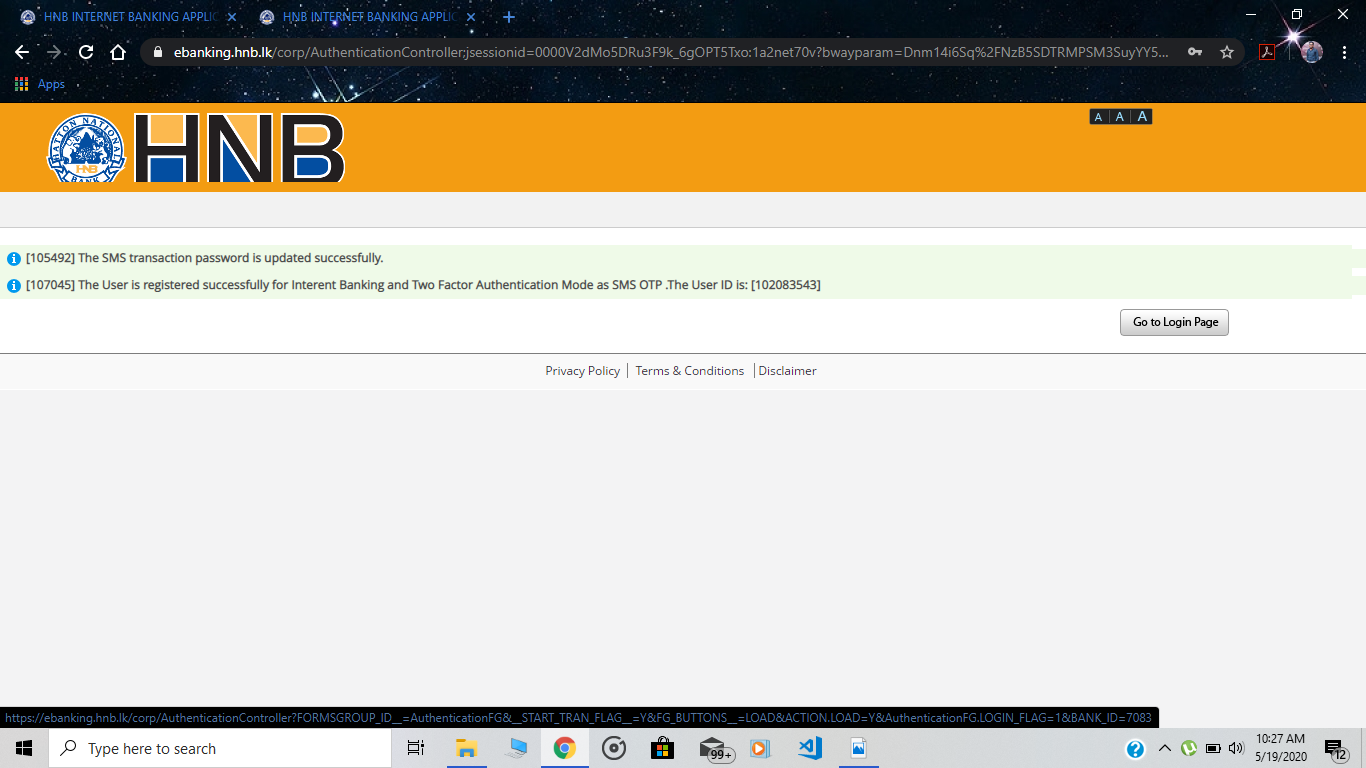 HNB INTERNET BANKING APPLIC
HNB INTERNET BANKING APPLIC
ebanking.hnb.lk/corp/AuthenticationController;jsessionid=0000V2dMo5DRu3F9k_6gOPT5Txo:1a2net70v?bwayparam=Dnm14i6Sq%2FNzB5SDTRMPSM3SuyYY5...
Apps
HATTON NATIONAL
HNB
BANK
HNB
A A A
[105492] The SMS transaction password is updated successfully.
[107045] The User is registered successfully for Interent Banking and Two Factor Authentication Mode as SMS OTP .The User ID is: [102083543]
Go to Login Page
Privacy Policy | Terms & Conditions | Disclaimer
https://ebanking.hnb.lk/corp/AuthenticationController?FORMSGROUP_ID__=AuthenticationFG&__START_TRAN_FLAG__=Y&FG_BUTTONS__=LOAD&ACTION.LOAD=Y&AuthenticationFG.LOGIN_FLAG=1&BANK_ID=7083
Type here to search
99+
10:27 AM
5/19/2020
12